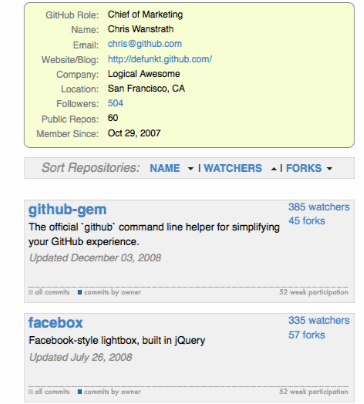 GitHub Role: Chief of Marketing
Name: Chris Wanstrath
Email: chris@github.com
Website/Blog: http://defunkt.github.com/
Company: Logical Awesome
Location: San Francisco, CA
Followers: 504
Public Repos: 60
Member Since: Oct 29, 2007
Sort Repositories: NAME ▾ | WATCHERS ▴ | FORKS ▾
github-gem 385 watchers
45 forks
The official `github` command line helper for simplifying
your GitHub experience.
Updated December 03, 2008
all commits commits by owner 52 week participation
facebox 335 watchers
57 forks
Facebook-style lightbox, built in jQuery
Updated July 26, 2008
all commits commits by owner 52 week participation